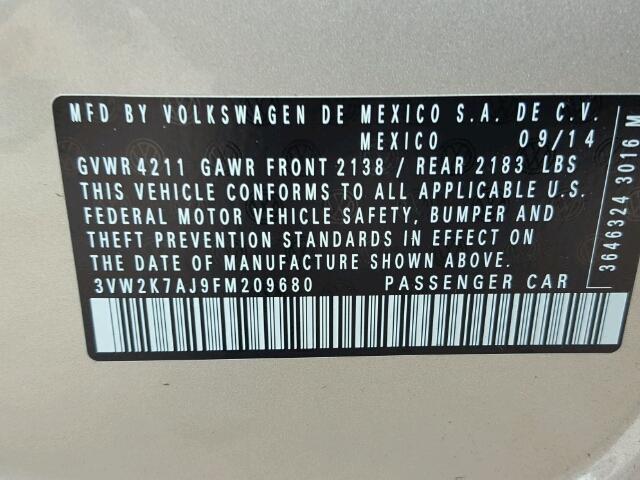 MFD BY VOLKSWAGEN DE MEXICO S.A. DE C.V.
MEXICO 09/14
GVWR 4211 GAWR FRONT 2138 / REAR 2183 LBS
THIS VEHICLE CONFORMS TO ALL APPLICABLE U.S.
FEDERAL MOTOR VEHICLE SAFETY, BUMPER AND
THEFT PREVENTION STANDARDS IN EFFECT ON
THE DATE OF MANUFACTURE SHOWN ABOVE.
3VW2K7AJ9FM209680 PASSENGER CAR
3646324 3016 M